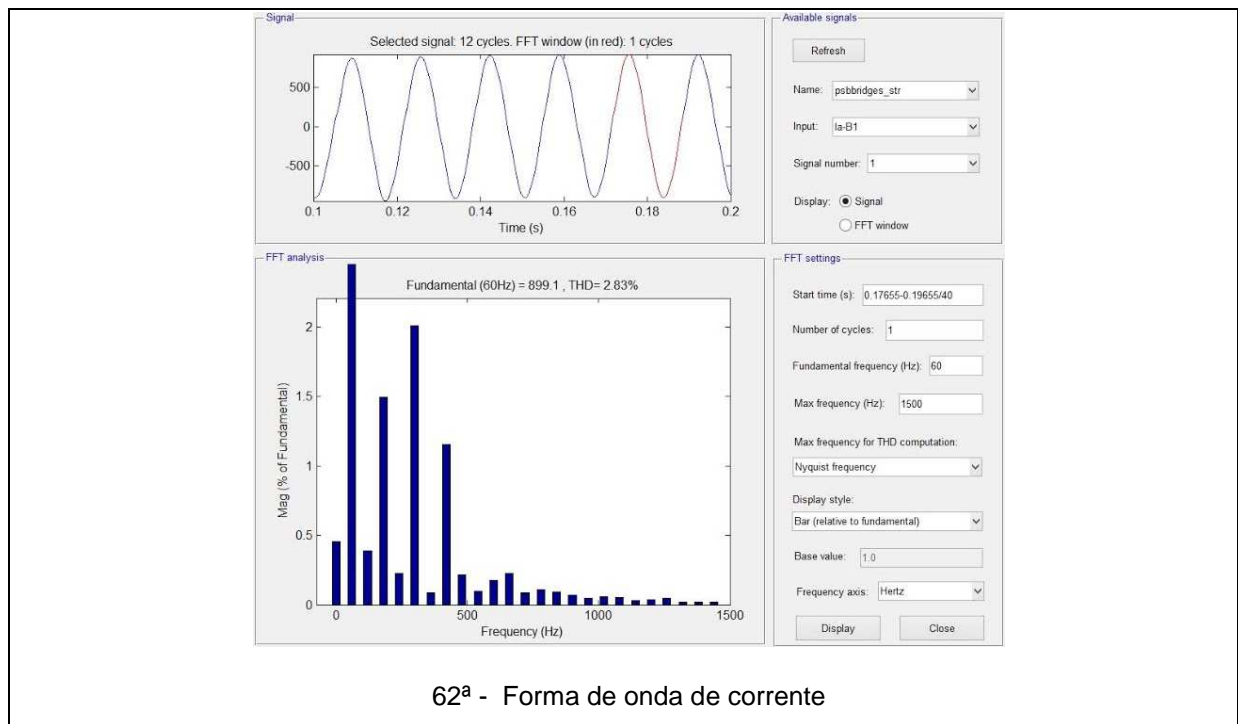 Signal
Selected signal: 12 cycles. FFT window (in red): 1 cycles
500
0
-500
0.1 0.12 0.14 0.16 0.18 0.2
Time (s)
Available signals
Refresh
Name: psbbridges_str
Input: Ia-B1
Signal number: 1
Display: Signal
FFT window
FFT analysis
Fundamental (60Hz) = 899.1 , THD= 2.83%
Mag (% of Fundamental)
2
1.5
1
0.5
0
0 500 1000 1500
Frequency (Hz)
FFT settings
Start time (s): 0.17655-0.19655/40
Number of cycles: 1
Fundamental frequency (Hz): 60
Max frequency (Hz): 1500
Max frequency for THD computation:
Nyquist frequency
Display style:
Bar (relative to fundamental)
Base value: 1.0
Frequency axis: Hertz
Display Close
62ª - Forma de onda de corrente